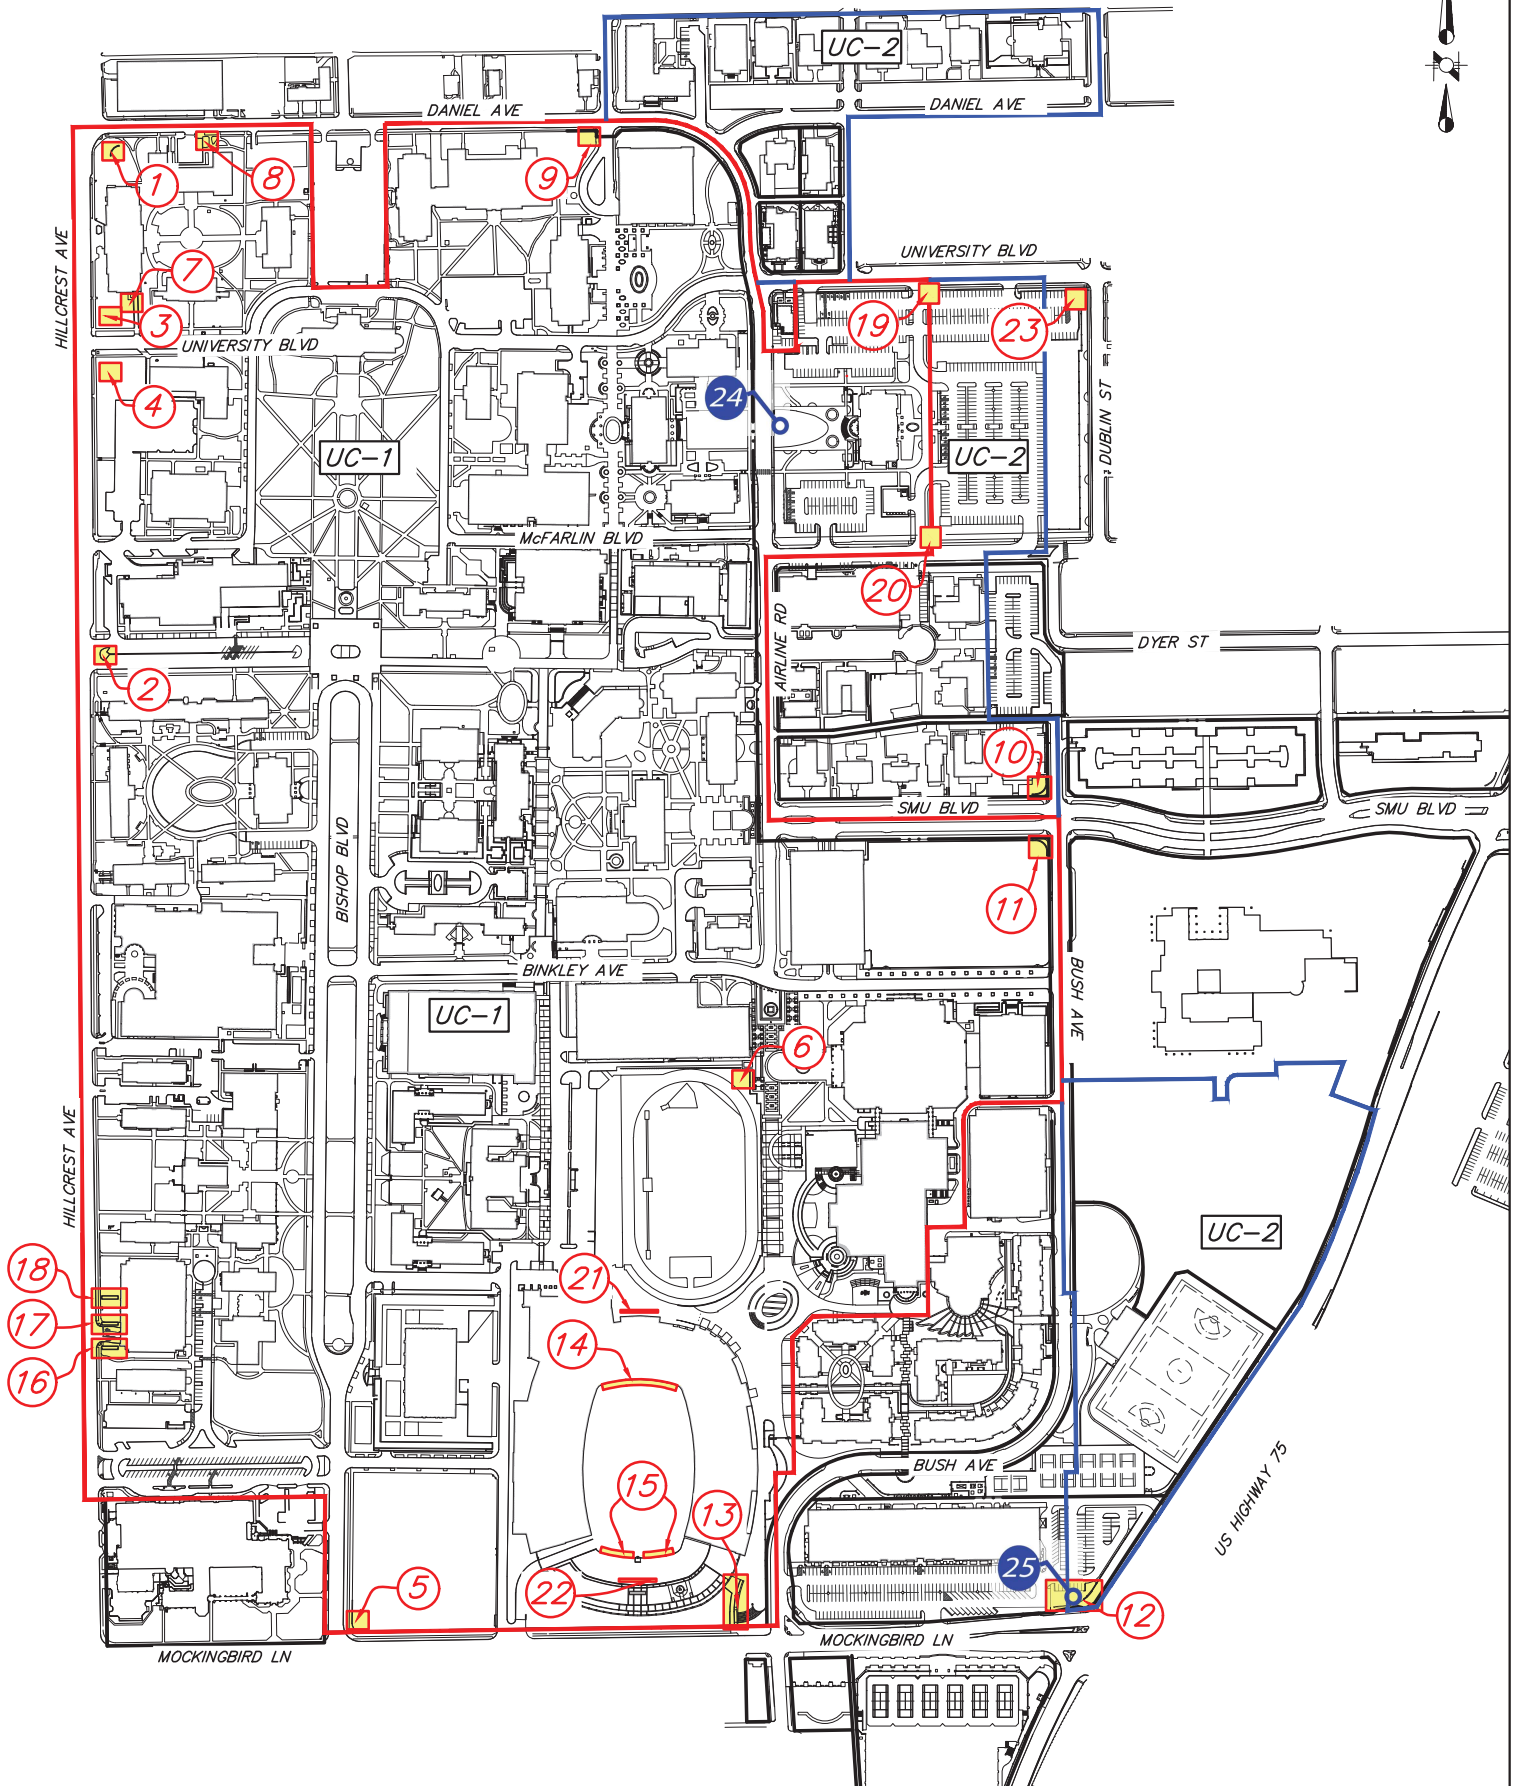 UC-2
DANIEL AVE
DANIEL AVE
1
8
9
HILLCREST AVE
7
3
UNIVERSITY BLVD
UNIVERSITY BLVD
19
23
4
24
DUBLIN ST
UC-1
UC-2
McFARLIN BLVD
20
AIRLINE RD
DYER ST
2
10
SMU BLVD
SMU BLVD
BISHOP BLVD
11
BINKLEY AVE
BUSH AVE
UC-1
6
HILLCREST AVE
UC-2
18
21
17
14
16
BUSH AVE
US HIGHWAY 75
15
13
25
5
22
12
MOCKINGBIRD LN
MOCKINGBIRD LN